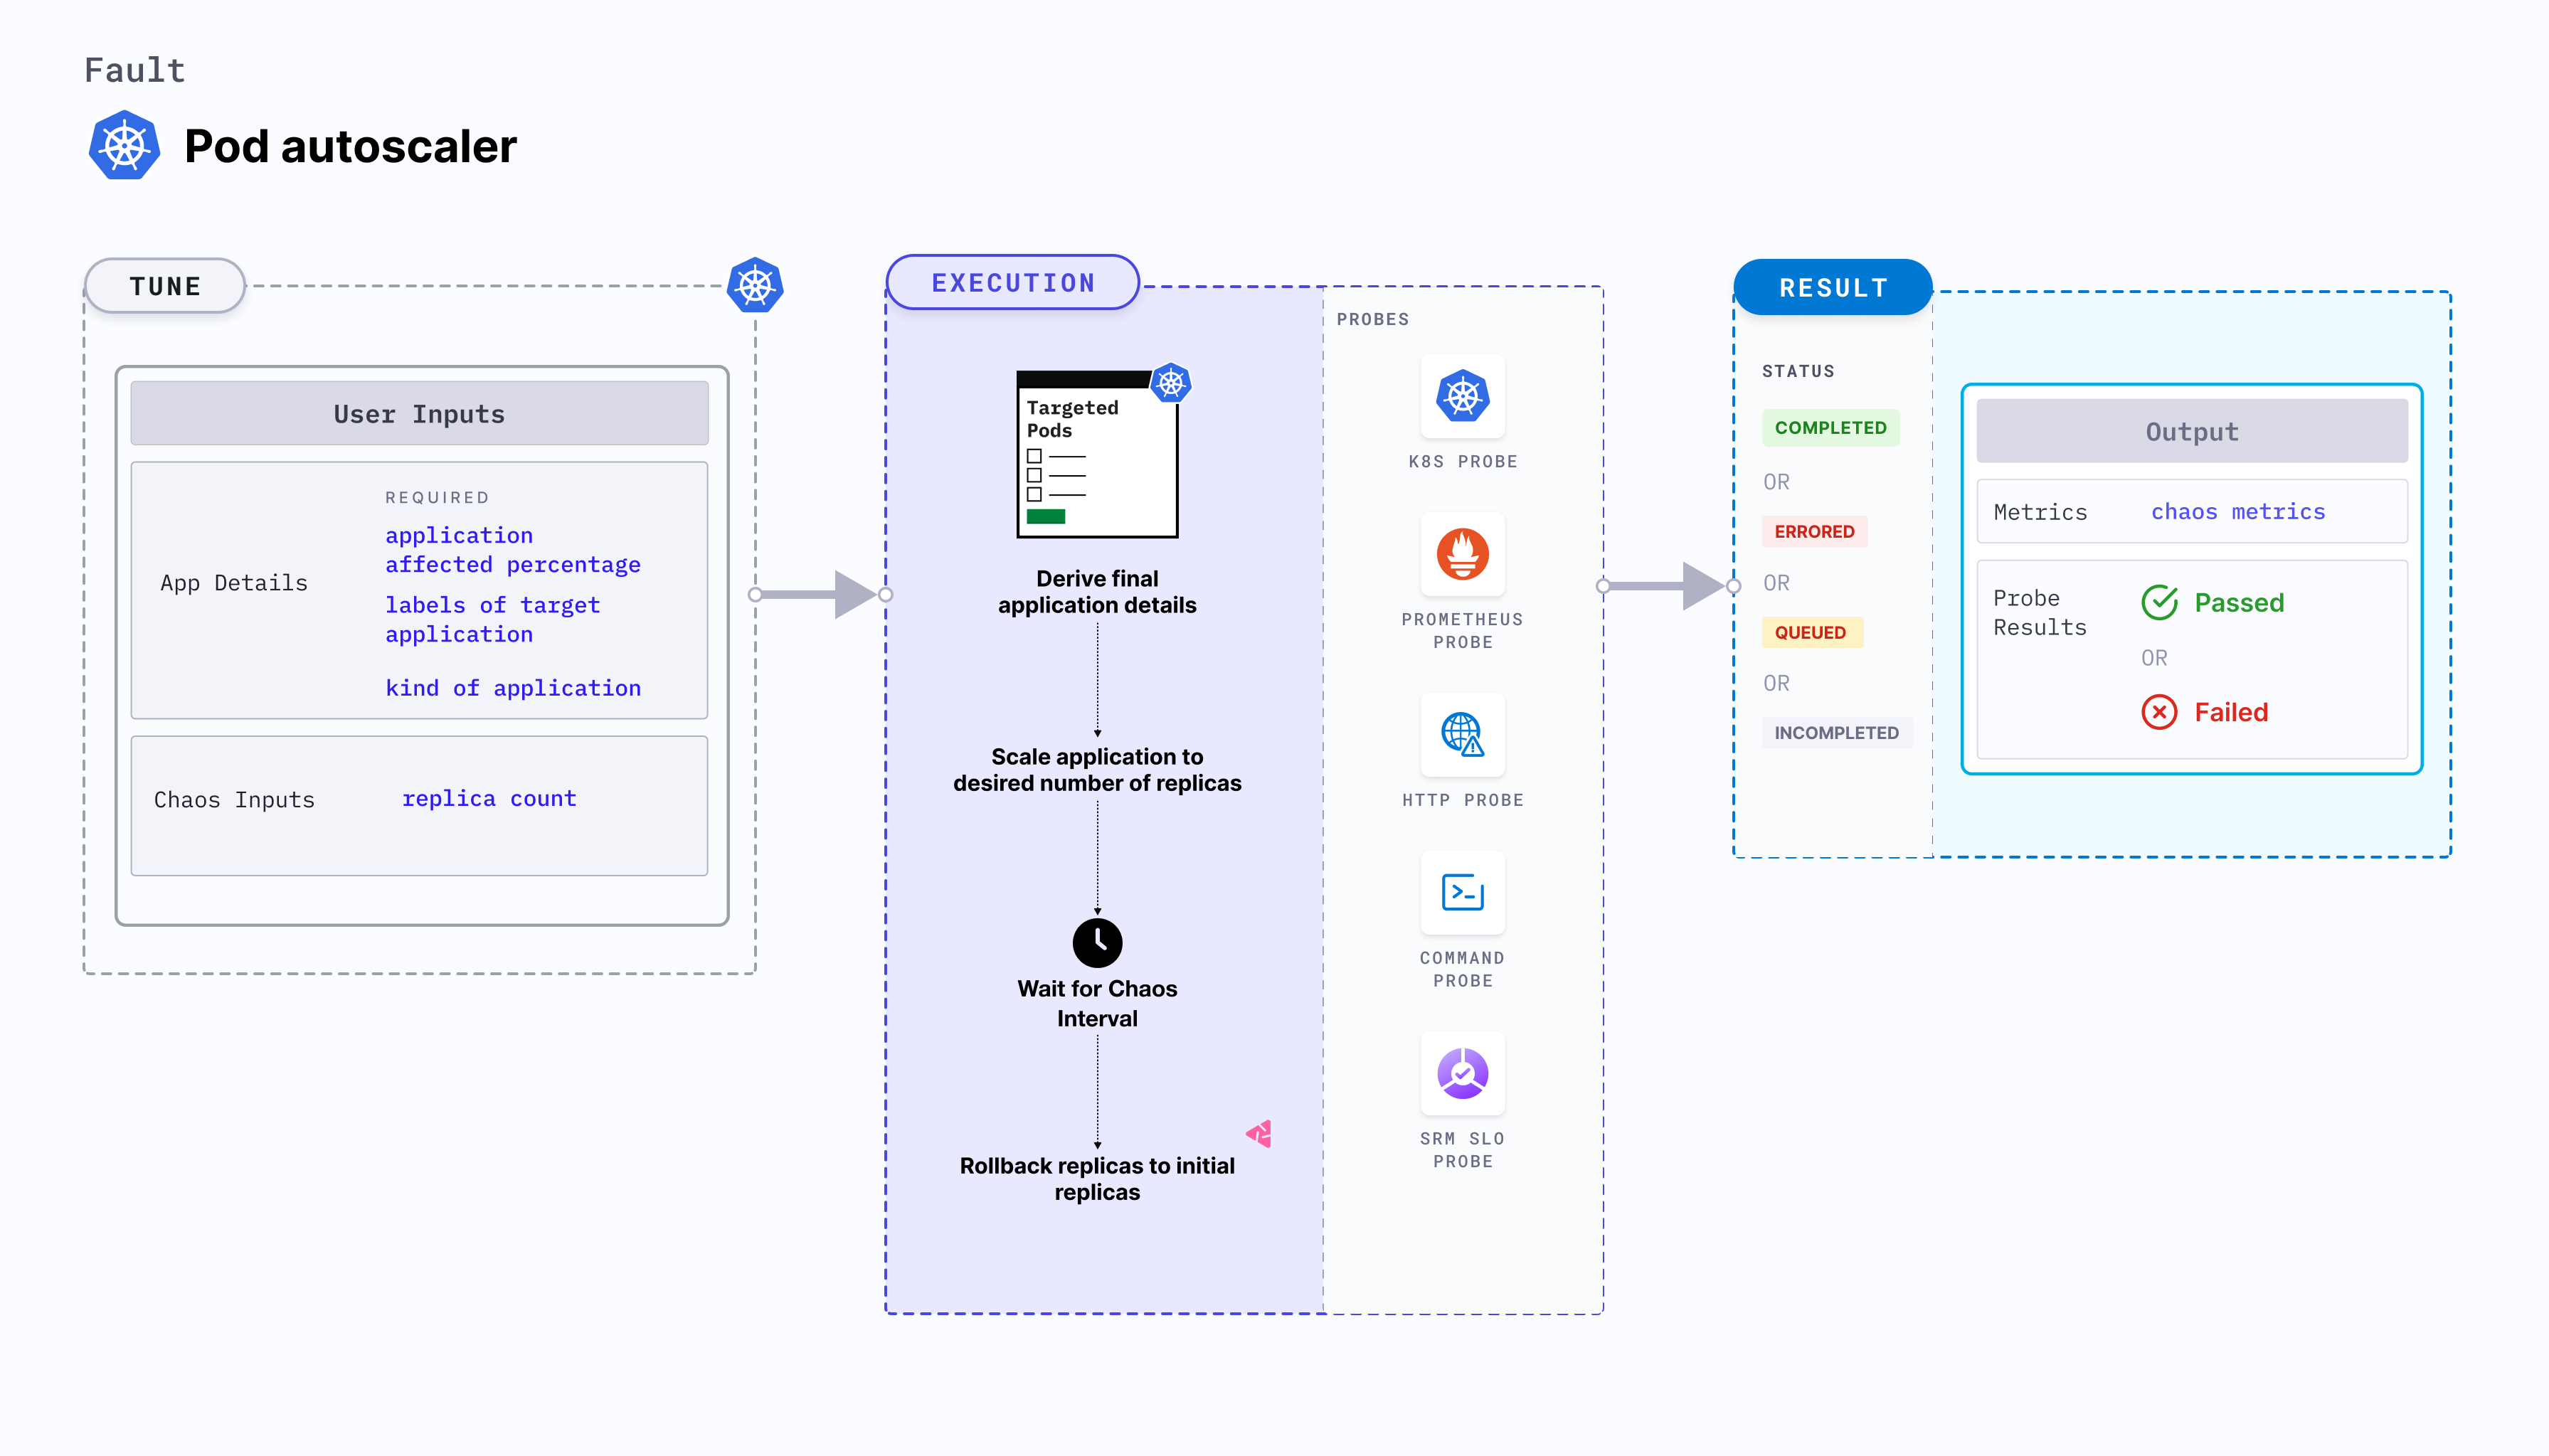 Fault
Pod autoscaler
TUNE
User Inputs
App Details
REQUIRED
application
affected percentage
labels of target
application
kind of application
Chaos Inputs
replica count
EXECUTION
Targeted
Pods
Derive final
application details
Scale application to
desired number of replicas
Wait for Chaos
Interval
Rollback replicas to initial
replicas
PROBES
K8S PROBE
PROMETHEUS
PROBE
HTTP PROBE
COMMAND
PROBE
SRM SLO
PROBE
RESULT
STATUS
COMPLETED
OR
ERRORED
OR
QUEUED
OR
INCOMPLETED
Output
Metrics
chaos metrics
Probe
Results
Passed
OR
Failed